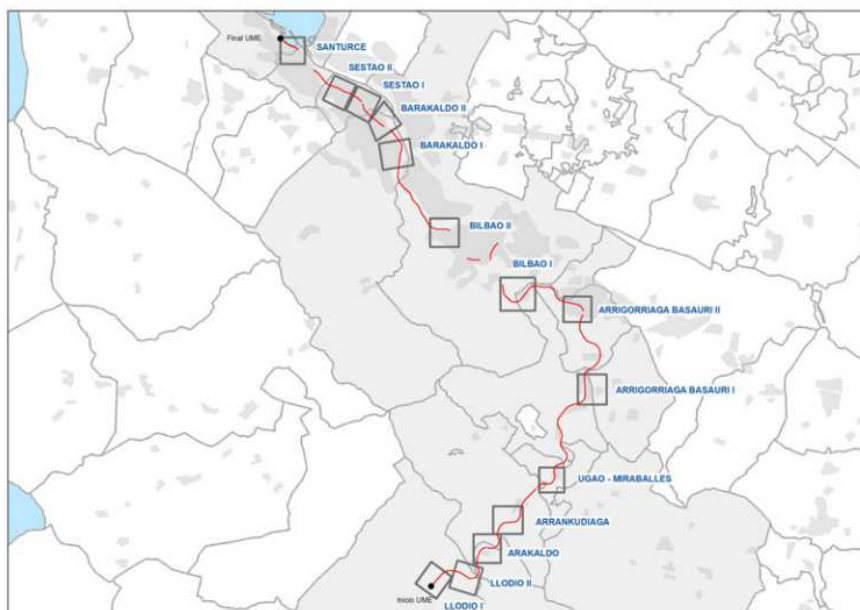 Final UME
SANTURCE
SESTAO II
SESTAO I
BARAKALDO II
BARAKALDO I
BILBAO II
BILBAO I
ARRIGORRIAGA BASAURI II
ARRIGORRIAGA BASAURI I
UGAO - MIRABALLES
ARRANKUDIAGA
ARAKALDO
LLODIO II
Inicio UME
LLODIO I